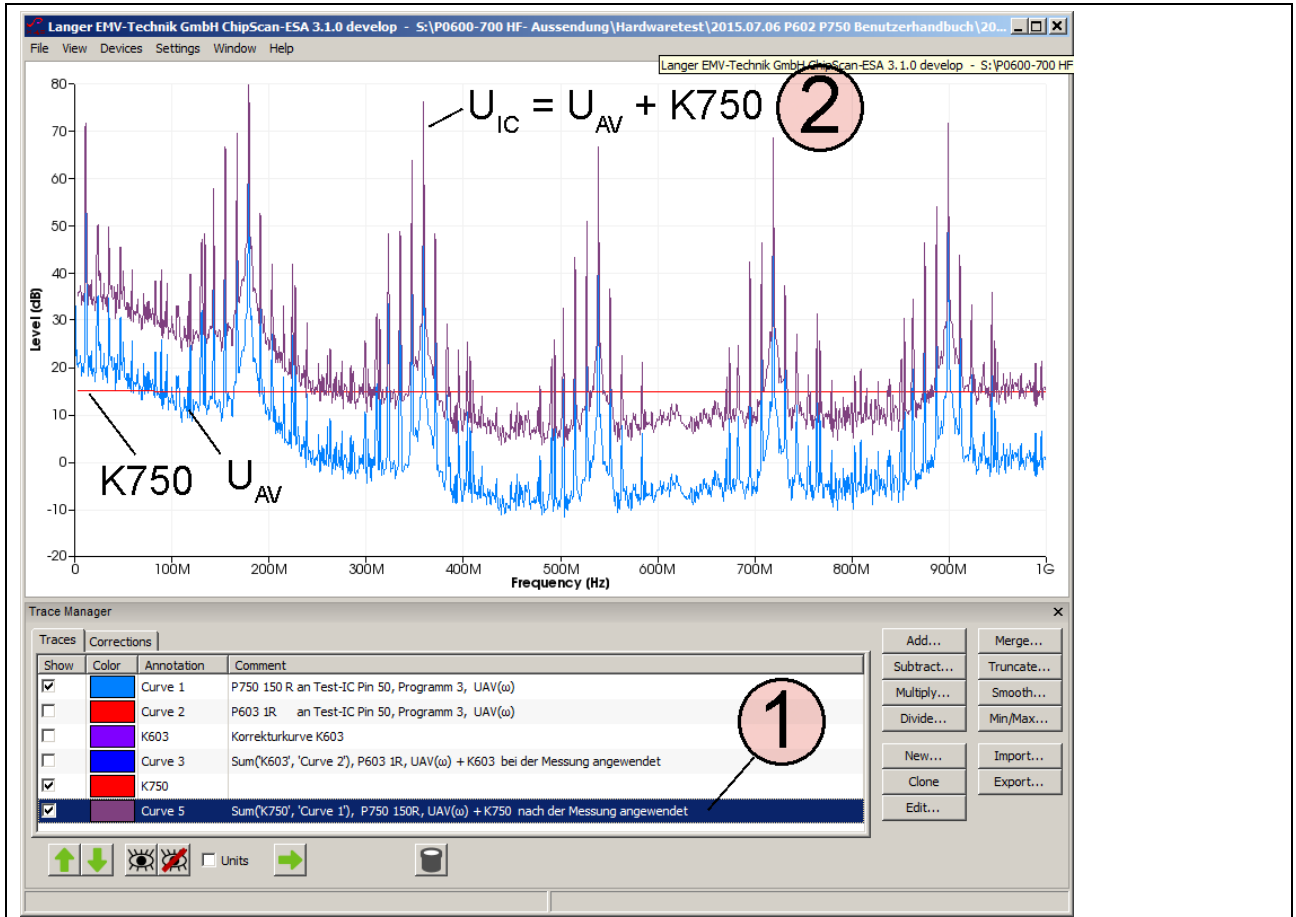 Langer EMV-Technik GmbH ChipScan-ESA 3.1.0 develop - S:\P0600-700 HF- Aussendung\Hardwaretest\2015.07.06 P602 P750 Benutzerhandbuch\20...
File View Devices Settings Window Help
Langer EMV-Technik GmbH ChipScan-ESA 3.1.0 develop - S:\P0600-700 HF
U IC = U AV + K750
2
80
70
60
50
40
30
20
10
0
-10
-20
Level (dB)
K750
U AV
0 100M 200M 300M 400M 500M 600M 700M 800M 900M 1G
Frequency (Hz)
Trace Manager
Traces Corrections
Show Color Annotation Comment
Curve 1 P750 150 R an Test-IC Pin 50, Programm 3, UAV(ω)
Curve 2 P603 1R an Test-IC Pin 50, Programm 3, UAV(ω)
K603 Korrekturkurve K603
Curve 3 Sum('K603', 'Curve 2'), P603 1R, UAV(ω) + K603 bei der Messung angewendet
K750
Curve 5 Sum('K750', 'Curve 1'), P750 150R, UAV(ω) + K750 nach der Messung angewendet
1
Add... Merge...
Subtract... Truncate...
Multiply... Smooth...
Divide... Min/Max...
New... Import...
Clone Export...
Edit...
Units